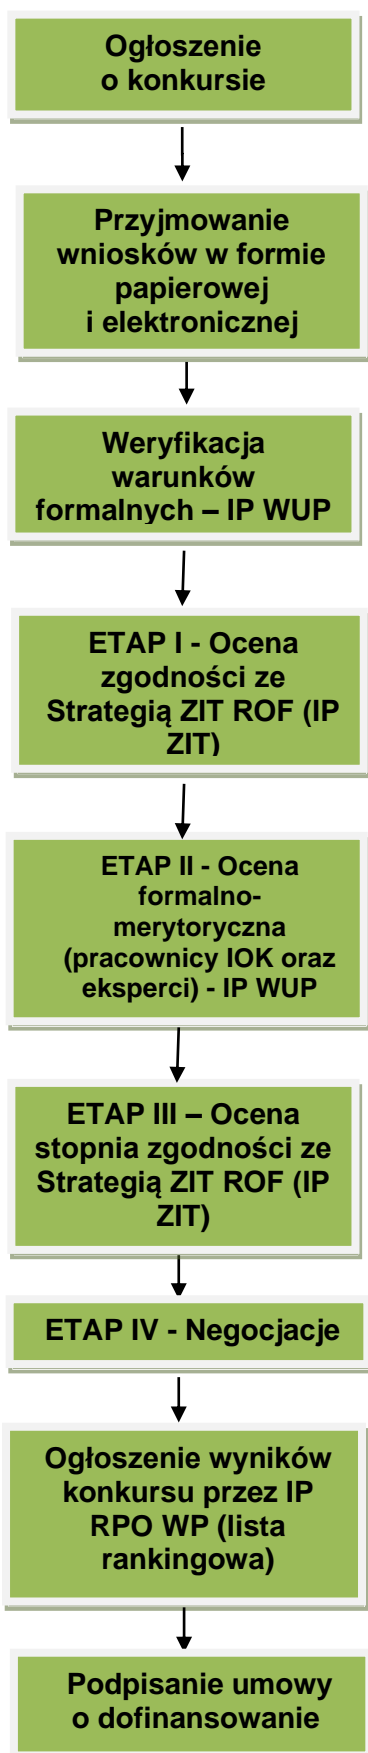 Ogłoszenie
o konkursie
Przyjmowanie
wniosków w formie
papierowej
i elektronicznej
Weryfikacja
warunków
formalnych – IP WUP
ETAP I - Ocena
zgodności ze
Strategią ZIT ROF (IP
ZIT)
ETAP II - Ocena
formalno-
merytoryczna
(pracownicy IOK oraz
eksperci) - IP WUP
ETAP III – Ocena
stopnia zgodności ze
Strategią ZIT ROF (IP
ZIT)
ETAP IV - Negocjacje
Ogłoszenie wyników
konkursu przez IP
RPO WP (lista
rankingowa)
Podpisanie umowy
o dofinansowanie